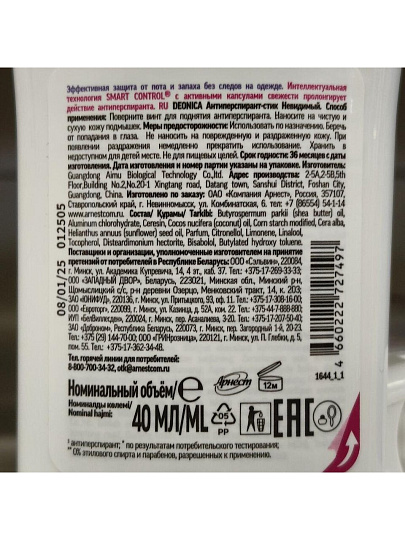 Эффективная защита от пота и запаха без следов на одежде. Интеллектуальная
технология SMART CONTROL® с активными капсулами свежести пролонгирует
действие антиперспиранта. RU DEONICA Антиперспирант-стик Невидимый. Способ
применения: Поверните винт для поднятия антиперспиранта. Наносите на чистую и
сухую кожу подмышек. Меры предосторожности: Использовать по назначению. Беречь
от попадания в глаза. Не наносить на поврежденную и раздраженную кожу. При
появлении раздражения немедленно прекратить использование. Хранить в
недоступном для детей месте. Не для пищевых целей. Срок годности: 36 месяцев с даты
изготовления. Дата изготовления и номер партии указаны на упаковке. Изготовитель:
Guangdong Aimu Biological Technology Co.,ltd. Адрес производства: 2-5A,2-5B,5th
Floor,Building No.2,No.20-1 Xingtang road, Datang town, Sanshui District, Foshan City,
Guangdong, China. Изготовлено по заказу: ОАО «Компания Арнест», Россия, 357107,
Ставропольский край, г. Невинномысск, ул. Комбинатская, 6. тел. +7 (86554) 4-14
www.arnestcom.ru. Состав/ Құрамы/ Tarkibi: Butyrospermum parkii (shea butter) oil,
Aluminum chlorohydrate, Ceresin, Cocos nucifera (coconut) oil, Corn starch modified, Cera alba,
Helianthus annuus (sunflower) seed oil, Parfum, Citronellol, Limonene, Linalool,
Tocopherol, Disteardimonium hectorite, Bisabolol, Butylated hydroxy toluene.
Поставщики и организации, уполномоченные изготовителем на принятие
претензий от потребителей в Республике Беларусь: ООО «Сэльвин», 220084,
г. Минск, ул. Академика Купревича, 14, 4 эт., каб. 37. Тел.: +375-17-269-33-33;
ООО «ЗАПАДНЫЙ ДВОР», Беларусь, 223021, Минская обл., Минский р-н,
Щомыслицкий с/с, р-н деревни Озерцо, Менковский тракт, 14, 2
ЗАО «ЮНИФУД», 220136, г. Минск, ул. Притыцкого, 93, оф. 11. Тел.: +375-17-308-16-00;
ООО «Евроторг», 220099, г. Минск, ул. Казинца, д. 52А, ком. 22. Тел.: +375-44-788-8-880;
ИУП «БелВиллесден», 220024, г. Минск, пер. Асаналиева, 3-20. Тел.: +375-17-207-50-40;
ЗАО «Доброном», Беларусь, 220112, г. Минск, пер. Загородный 1-й, 20-23.
Тел.: +375 (29) 144-70-00; ООО «ГРИНрозница», 220121, г. Минск, ул. П. Глебки, д. 5,
пом. 55. Тел.: +375-17-362-34-48.
Тел. горячей линии для потребителей:
8-800-700-34-32, otk@arnestcom.ru
08/01/25 012505
4 660222 727497
1644_1_1
Номинальный объём/
Номиналды көлемі/
Nominal hajmi:
℮
40 МЛ/ML
Арнест
05
PP
12м
EAC
¹ антиперспирант; * по результатам потребительского тестирования;
** 0% этилового спирта и парабенов, разрешенных к применению.